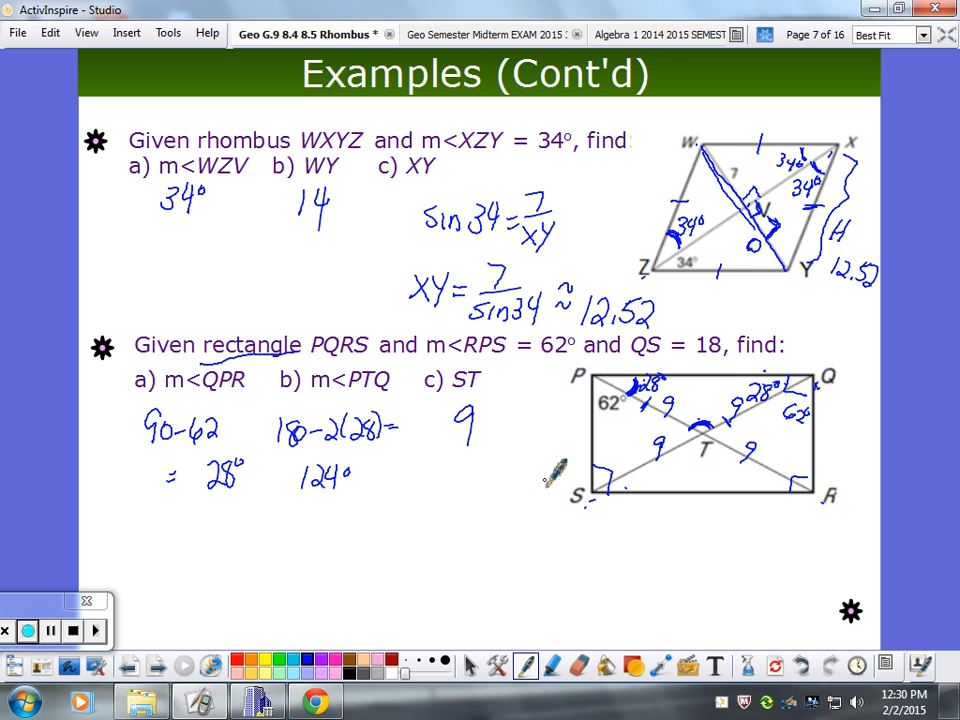 ActivInspire - Studio
File Edit View Insert Tools Help
Geo G.9 8.4 8.5 Rhombus *
Geo Semester Midterm EXAM 2015
Algebra 1 2014 2015 SEMEST
Page 7 of 16
Best Fit
Examples (Cont'd)
Given rhombus WXYZ and m<XZY = 34°, find:
a) m<WZV b) WY c) XY
34° 14
sin 34 = 7/XY
XY = 7/sin 34 ≈ 12.52
W X
7 34°
34°
V
34°
H
Z 34° Y 12.52
Given rectangle PQRS and m<RPS = 62° and QS = 18, find:
a) m<QPR b) m<PTQ c) ST
90-62 180-2(28)= 9
= 28° 124°
P 28° 28° Q
62° 9 9 62°
9 T 9
S R
12:30 PM
2/2/2015